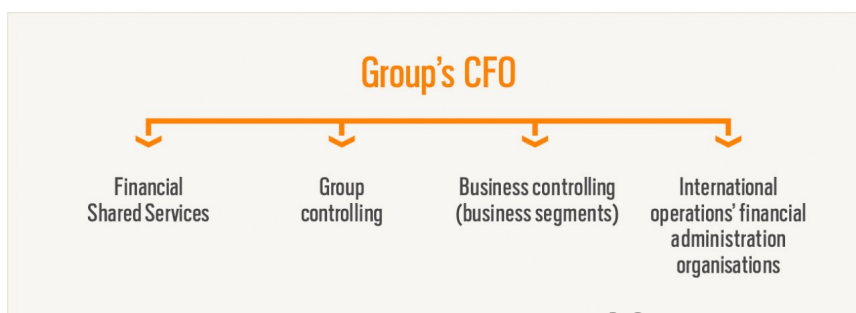 Group's CFO
Financial
Shared Services
Group
controlling
Business controlling
(business segments)
International
operations' financial
administration
organisations